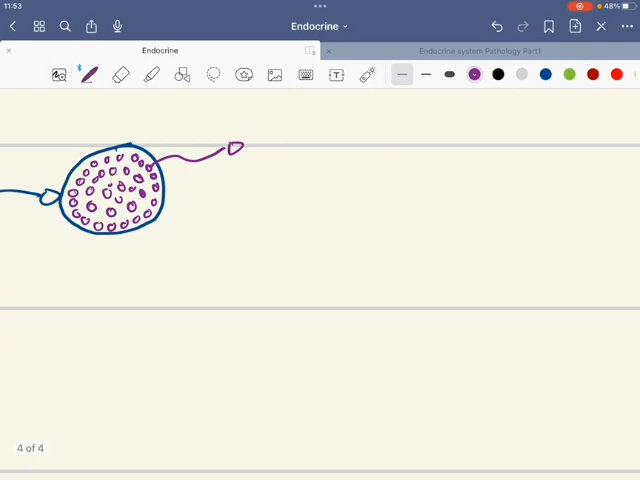 11:53
48%
Endocrine
Endocrine
Endocrine system Pathology Part1
T
4 of 4